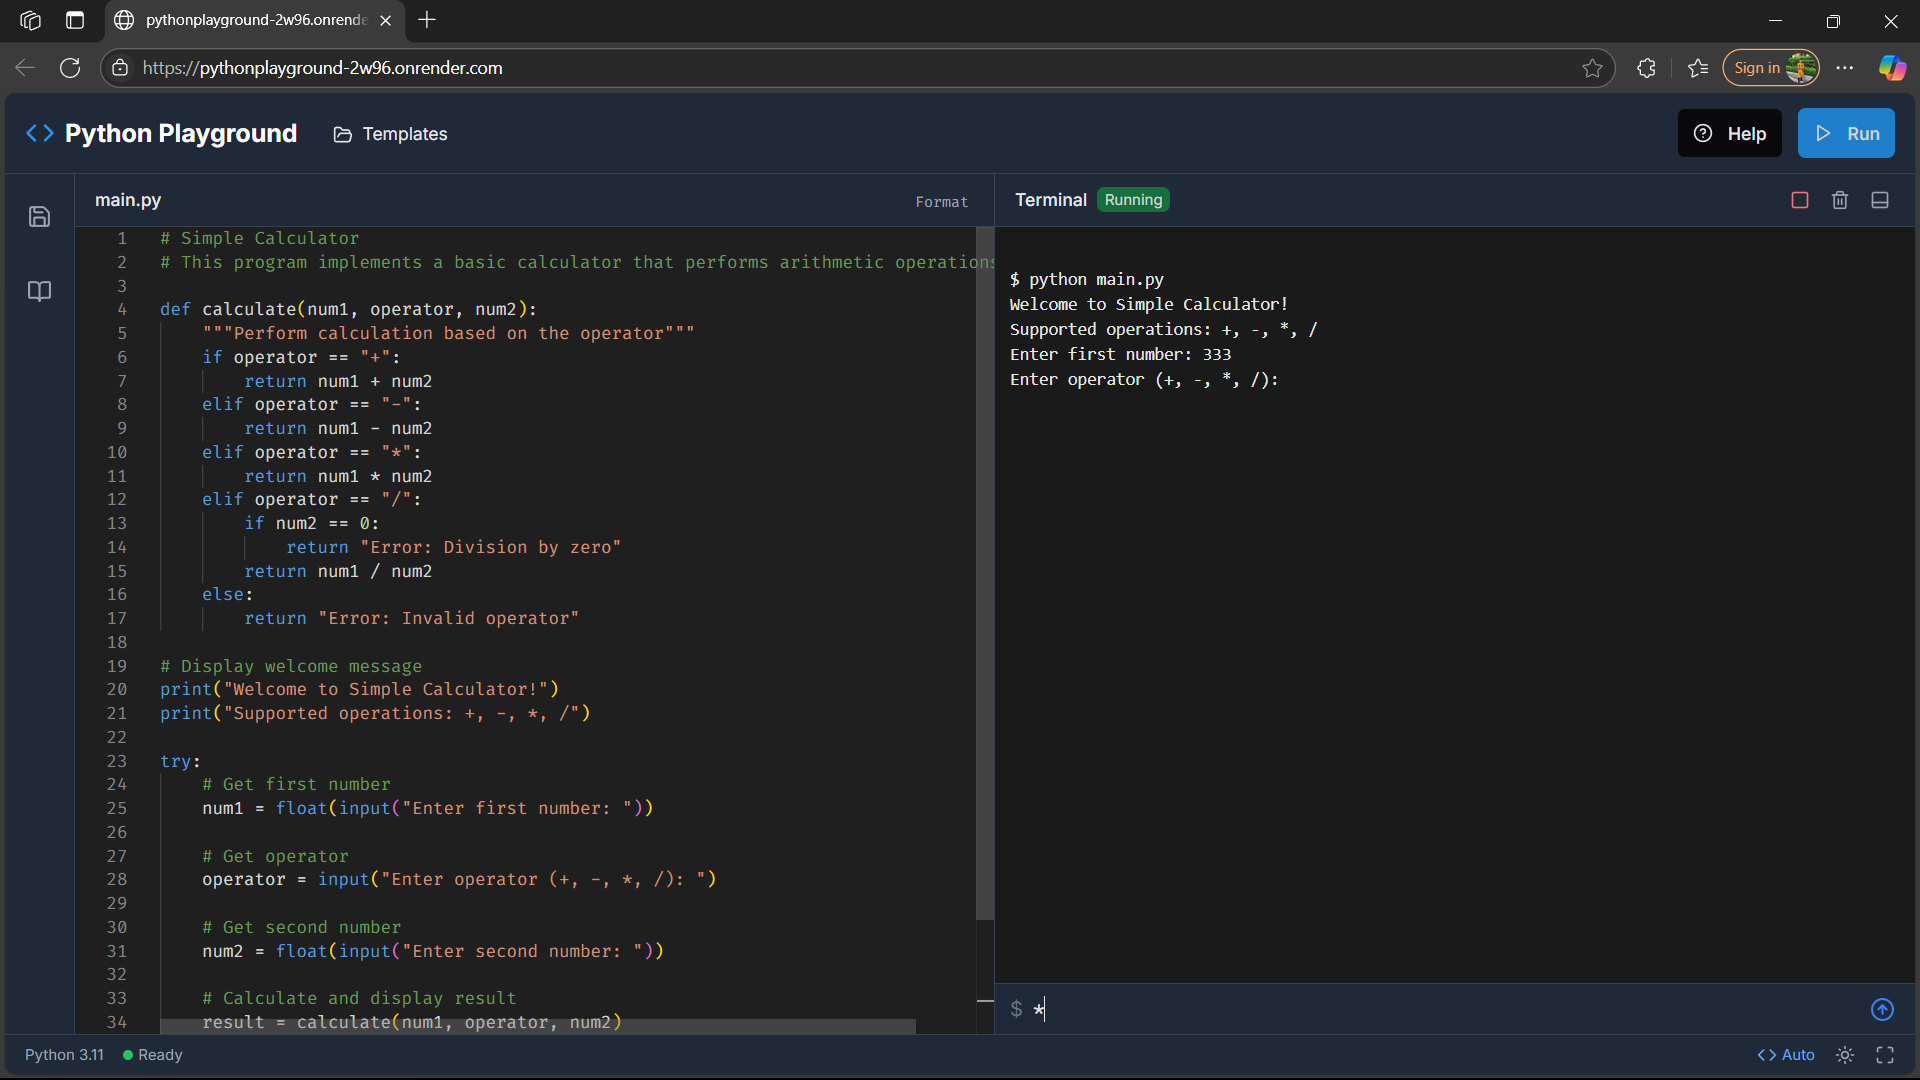 pythonplayground-2w96.onrende
https://pythonplayground-2w96.onrender.com
Sign in
Python Playground
Templates
Help
Run
main.py
Format
1 # Simple Calculator
2 # This program implements a basic calculator that performs arithmetic operations
3
4 def calculate(num1, operator, num2):
5 """Perform calculation based on the operator"""
6 if operator == "+":
7 return num1 + num2
8 elif operator == "-":
9 return num1 - num2
10 elif operator == "*":
11 return num1 * num2
12 elif operator == "/":
13 if num2 == 0:
14 return "Error: Division by zero"
15 return num1 / num2
16 else:
17 return "Error: Invalid operator"
18
19 # Display welcome message
20 print("Welcome to Simple Calculator!")
21 print("Supported operations: +, -, *, /")
22
23 try:
24 # Get first number
25 num1 = float(input("Enter first number: "))
26
27 # Get operator
28 operator = input("Enter operator (+, -, *, /): ")
29
30 # Get second number
31 num2 = float(input("Enter second number: "))
32
33 # Calculate and display result
34 result = calculate(num1, operator, num2)
Terminal
Running
$ python main.py
Welcome to Simple Calculator!
Supported operations: +, -, *, /
Enter first number: 333
Enter operator (+, -, *, /):
$ *
Python 3.11
Ready
Auto